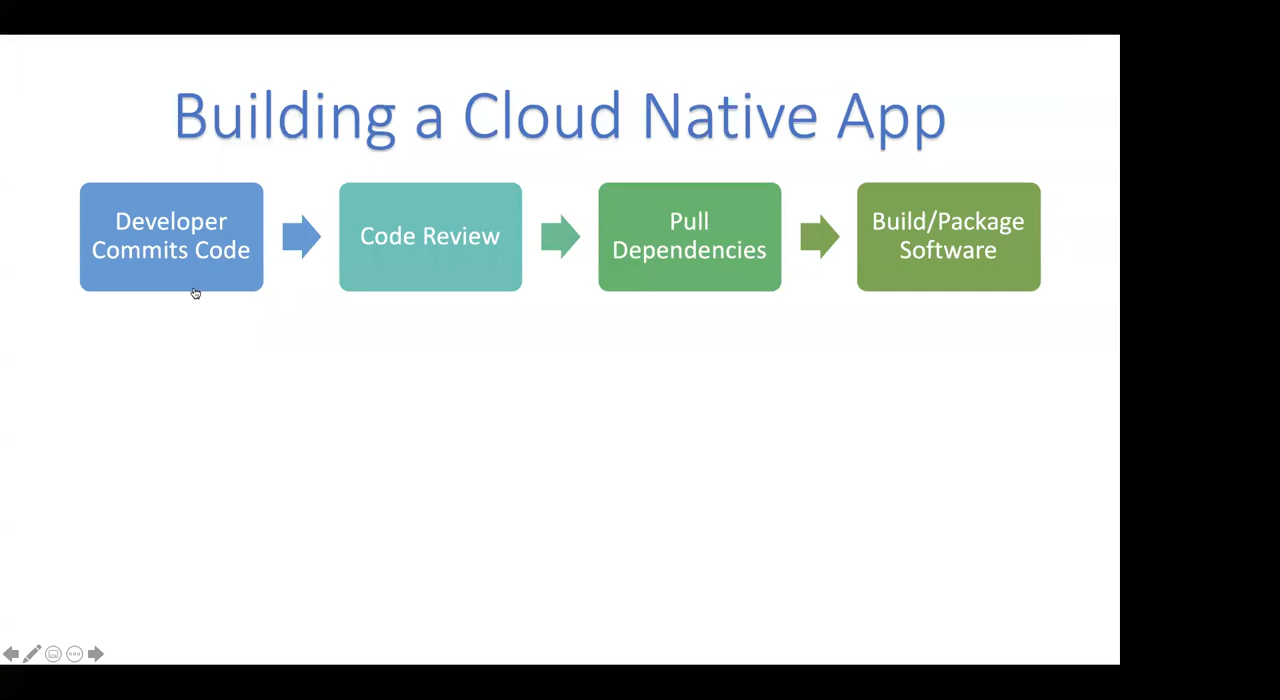 Building a Cloud Native App
Developer
Commits Code
Code Review
Pull
Dependencies
Build/Package
Software